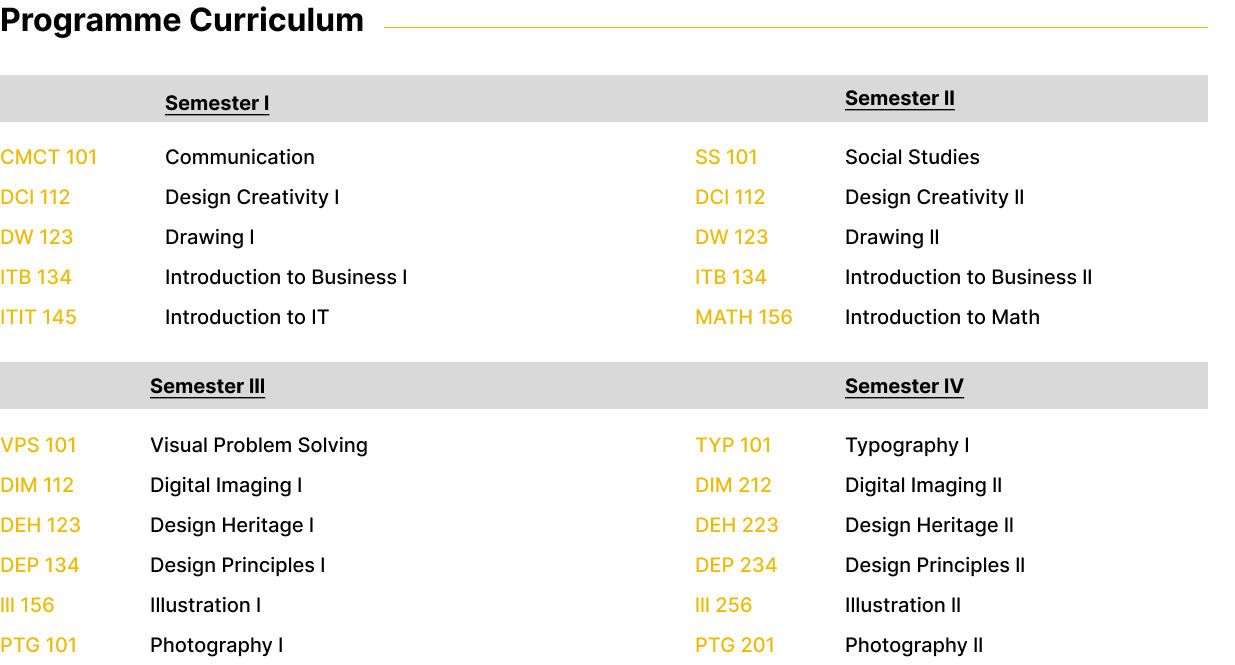 Programme Curriculum
Semester I Semester II
CMCT 101 Communication SS 101 Social Studies
DCI 112 Design Creativity I DCI 112 Design Creativity II
DW 123 Drawing I DW 123 Drawing II
ITB 134 Introduction to Business I ITB 134 Introduction to Business II
ITIT 145 Introduction to IT MATH 156 Introduction to Math
Semester III Semester IV
VPS 101 Visual Problem Solving TYP 101 Typography I
DIM 112 Digital Imaging I DIM 212 Digital Imaging II
DEH 123 Design Heritage I DEH 223 Design Heritage II
DEP 134 Design Principles I DEP 234 Design Principles II
Ill 156 Illustration I Ill 256 Illustration II
PTG 101 Photography I PTG 201 Photography II